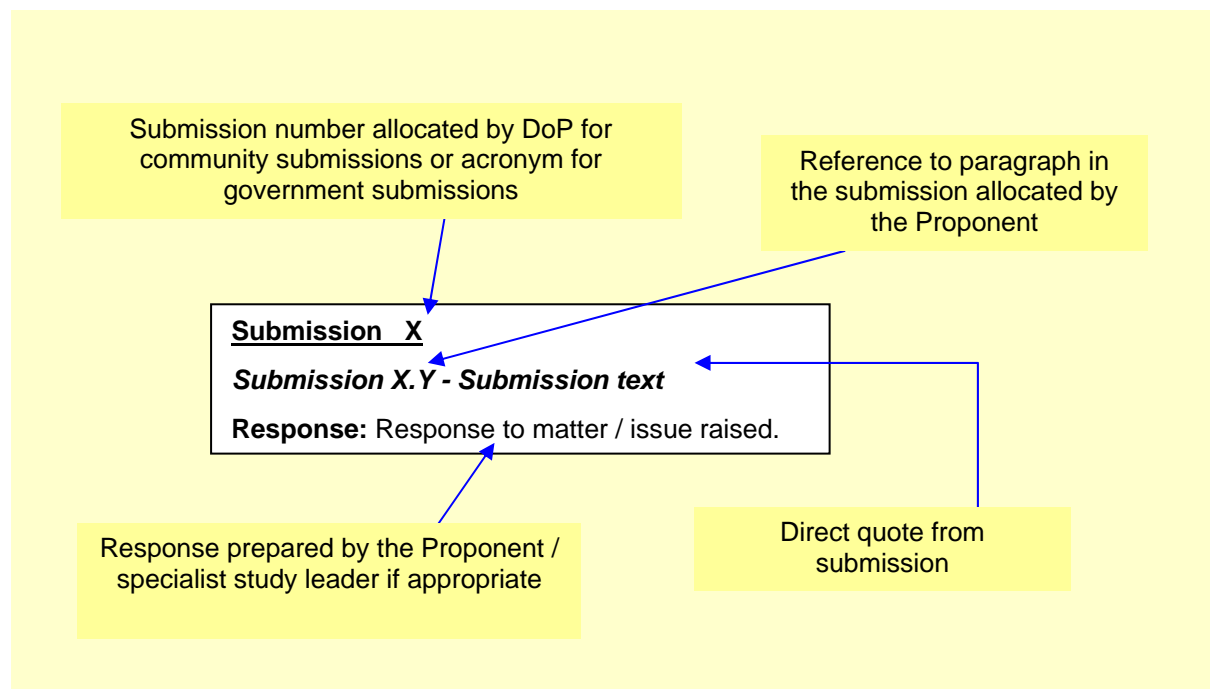 Submission number allocated by DoP for
community submissions or acronym for
government submissions
Reference to paragraph in
the submission allocated by
the Proponent
Submission X
Submission X.Y - Submission text
Response: Response to matter / issue raised.
Response prepared by the Proponent /
specialist study leader if appropriate
Direct quote from
submission